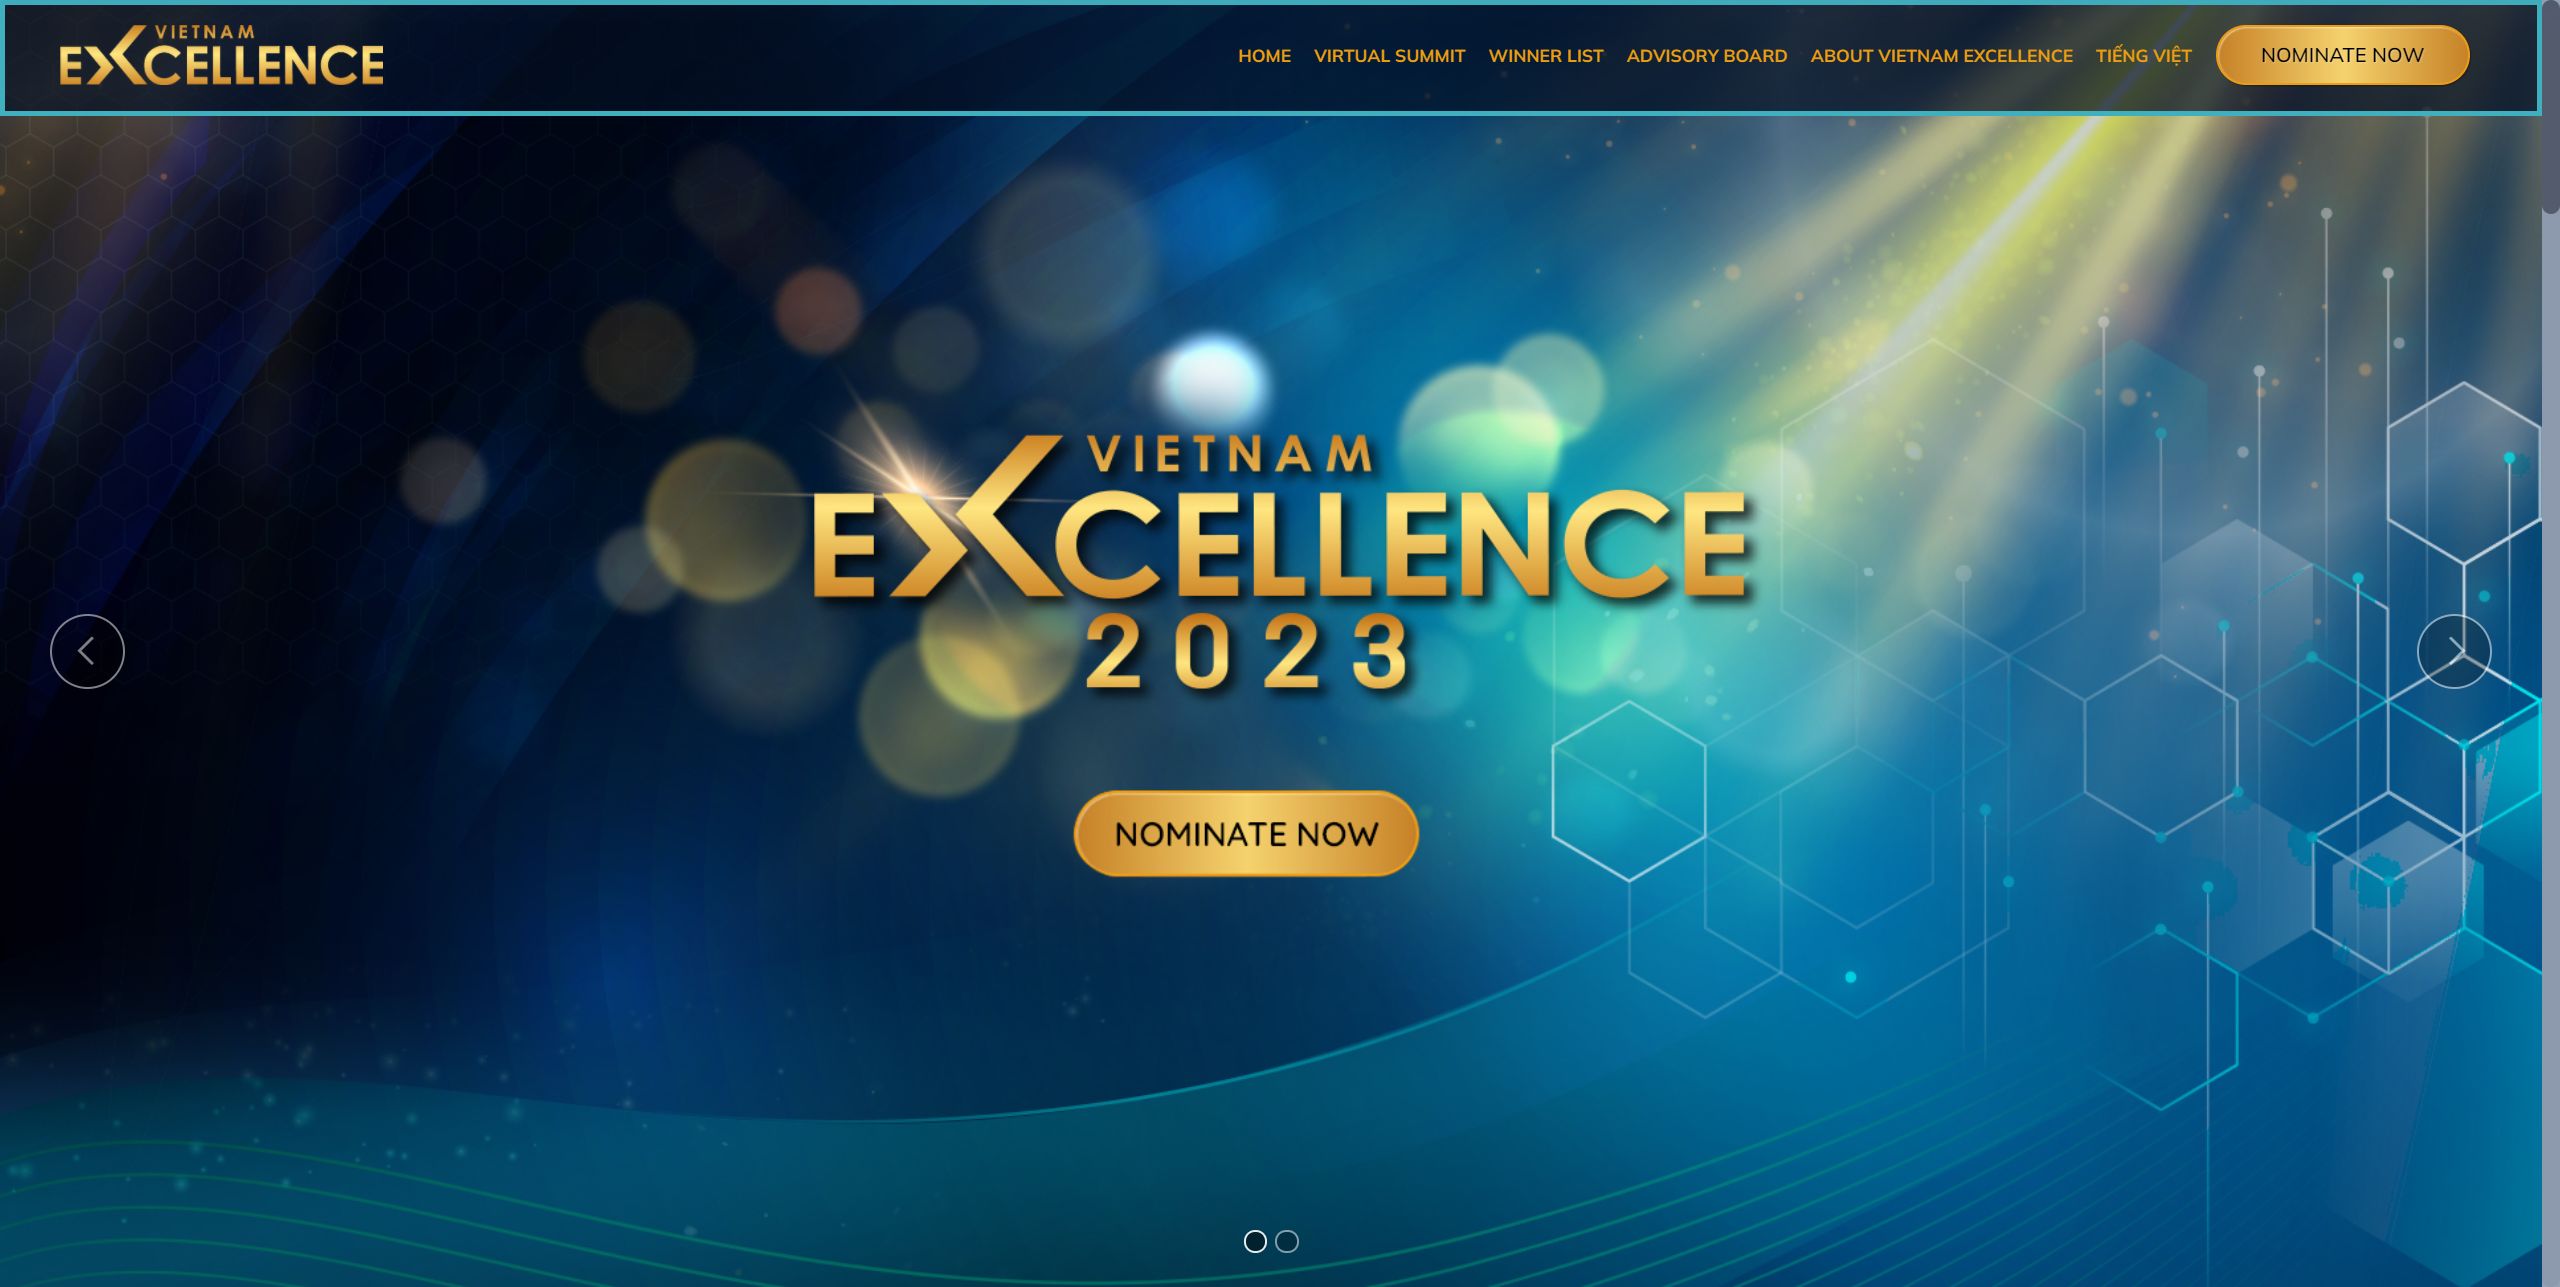 VIETNAM
EXCELLENCE
HOME VIRTUAL SUMMIT WINNER LIST ADVISORY BOARD ABOUT VIETNAM EXCELLENCE TIẾNG VIỆT NOMINATE NOW
VIETNAM
EXCELLENCE
2023
NOMINATE NOW